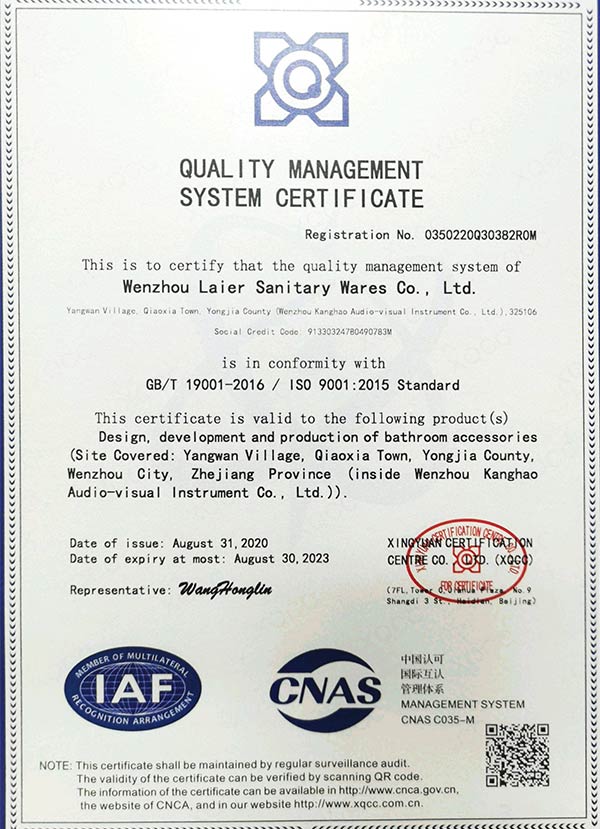 QUALITY MANAGEMENT
SYSTEM CERTIFICATE
Registration No. 0350220Q30382R0M
This is to certify that the quality management system of
Wenzhou Laier Sanitary Wares Co., Ltd.
Yangwan Village, Qiaoxia Town, Yongjia County (Wenzhou Kanghao Audio-visual Instrument Co., Ltd.),325106
Social Credit Code: 91330324780490783M
is in conformity with
GB/T 19001-2016 / ISO 9001:2015 Standard
This certificate is valid to the following product(s)
Design, development and production of bathroom accessories
(Site Covered: Yangwan Village, Qiaoxia Town, Yongjia County,
Wenzhou City, Zhejiang Province (inside Wenzhou Kanghao
Audio-visual Instrument Co., Ltd.)).
Date of issue: August 31, 2020
Date of expiry at most: August 30, 2023
Representative: WangHonglin
XINGYUAN CERTIFICATION
CENTRE CO., LTD. (XQCC)
FOR CERTIFICATE
(7FL, Tower Plaza, No.9
Shangdi 3 St., Haidian, Beijing)
MEMBER OF MULTILATERAL
IAF
RECOGNITION ARRANGEMENT
CNAS
中国认可
国际互认
管理体系
MANAGEMENT SYSTEM
CNAS C035-M
NOTE: This certificate shall be maintained by regular surveillance audit.
The validity of the certificate can be verified by scanning QR code.
The information of the certificate can be available in http://www.cnca.gov.cn,
the website of CNCA, and in our website http://www.xqcc.com.cn.